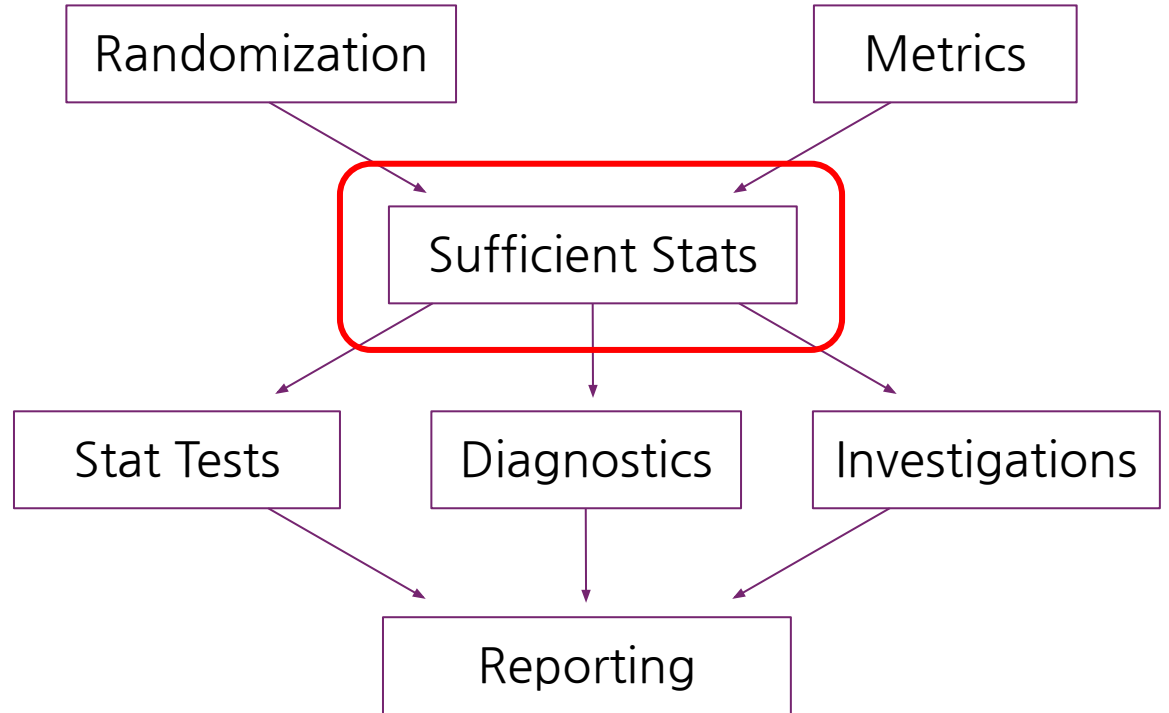 Randomization
Metrics
Sufficient Stats
Stat Tests
Diagnostics
Investigations
Reporting